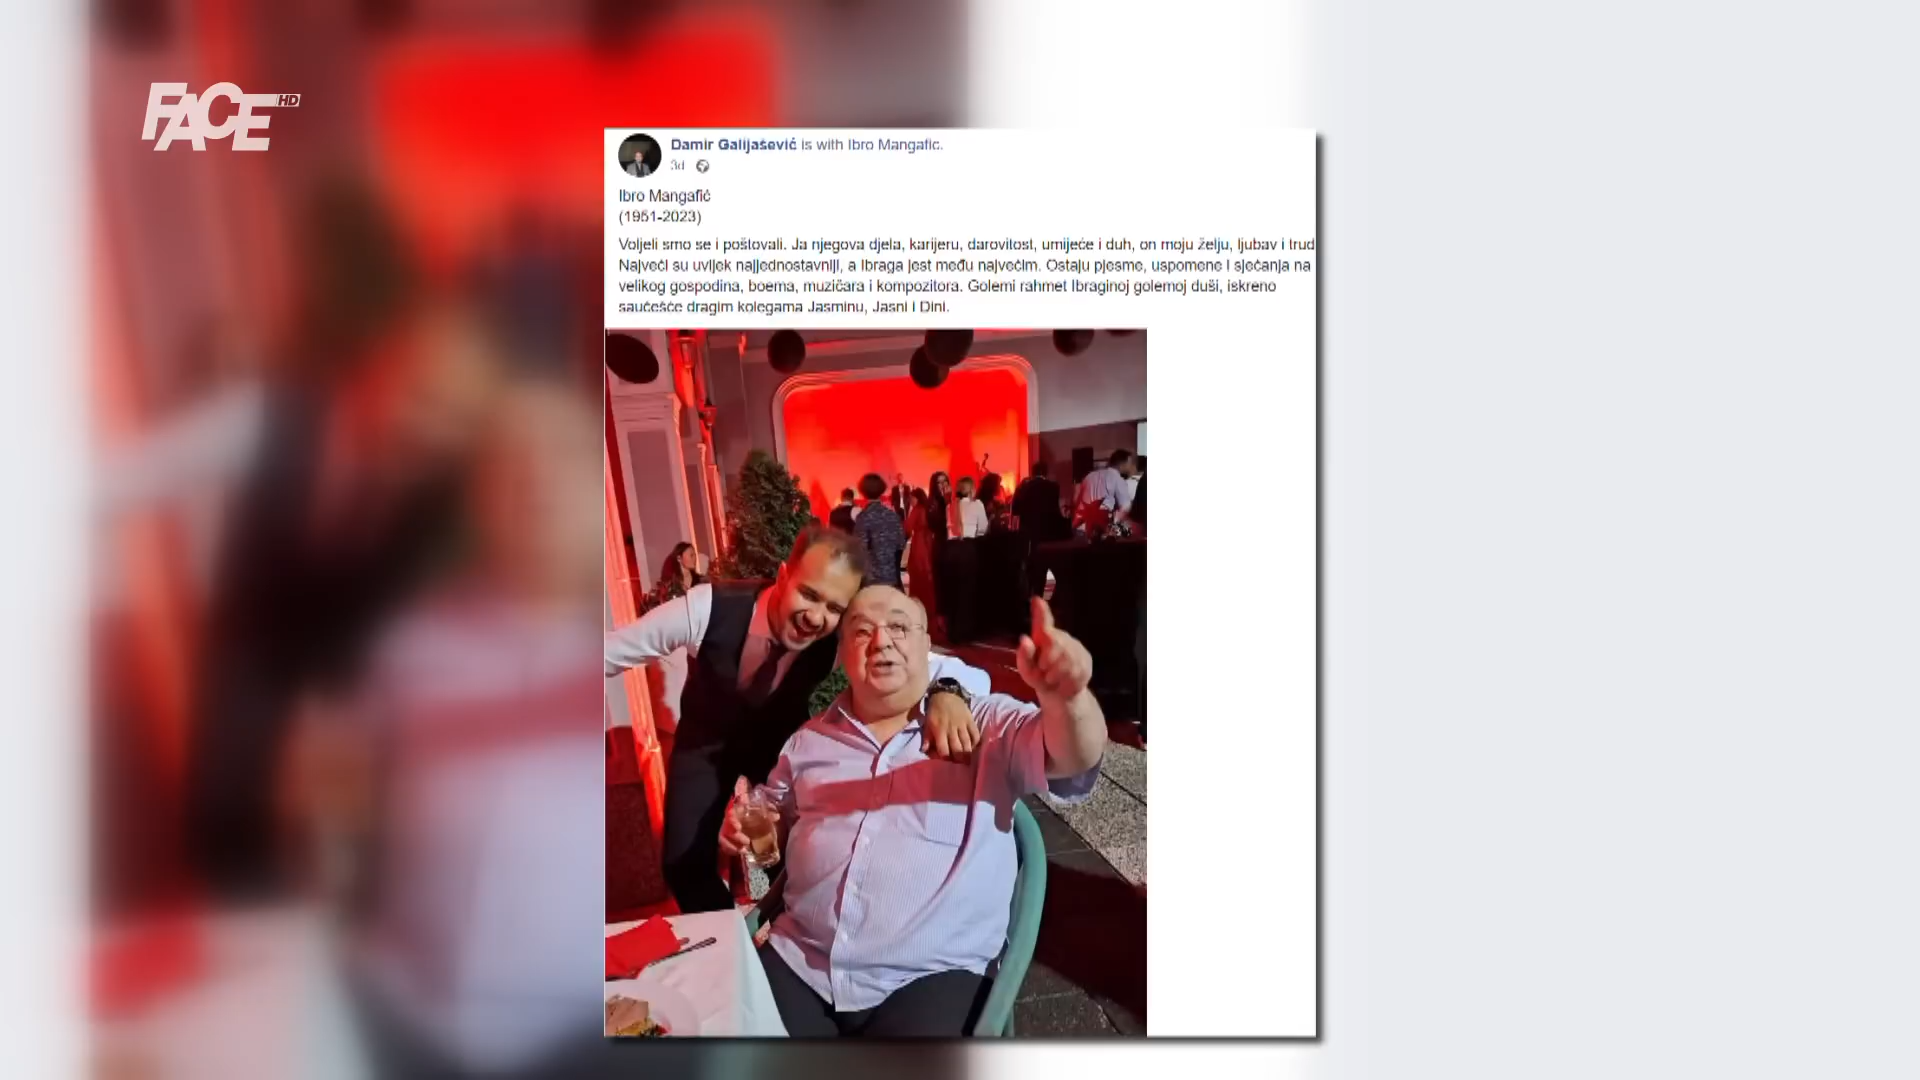 FACE HD
Damir Galijašević is with Ibro Mangafic.
3d
Ibro Mangafić
(1951-2023)
Voljeli smo se i poštovali. Ja njegova djela, karijeru, darovitost, umijeće i duh, on moju želju, ljubav i trud
Najveći su uvijek najjednostavniji, a Ibraga jest među najvećim. Ostaju pjesme, uspomene i sjećanja na
velikog gospodina, boema, muzičara i kompozitora. Golemi rahmet Ibraginoj golemoj duši, iskreno
saučešće dragim kolegama Jasminu, Jasni i Dini.